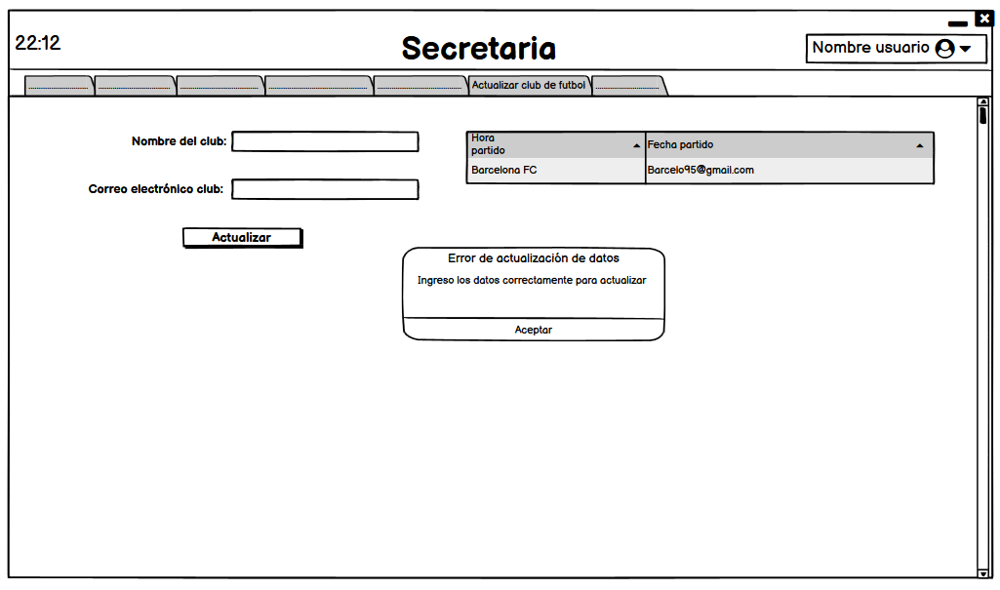 22:12
Secretaria
Nombre usuario
Actualizar club de futbol
Nombre del club:
Correo electrónico club:
Actualizar
Hora
partido
Fecha partido
Barcelona FC
Barcelo95@gmail.com
Error de actualización de datos
Ingreso los datos correctamente para actualizar
Aceptar